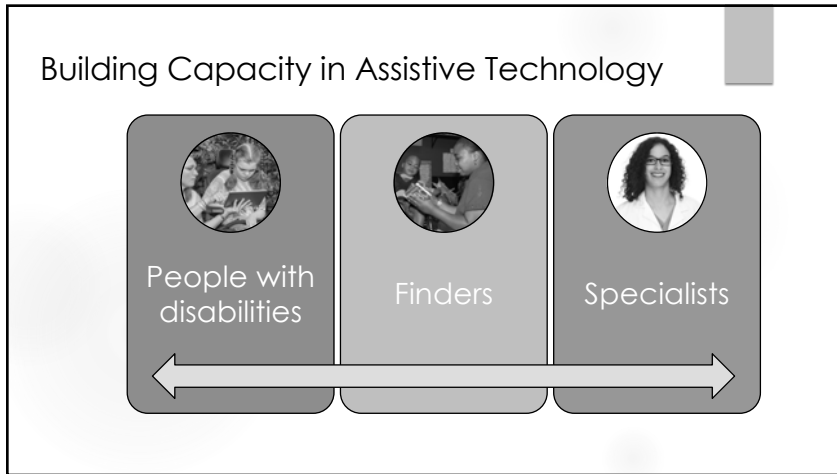 Building Capacity in Assistive Technology
People with
disabilities
Finders
Specialists